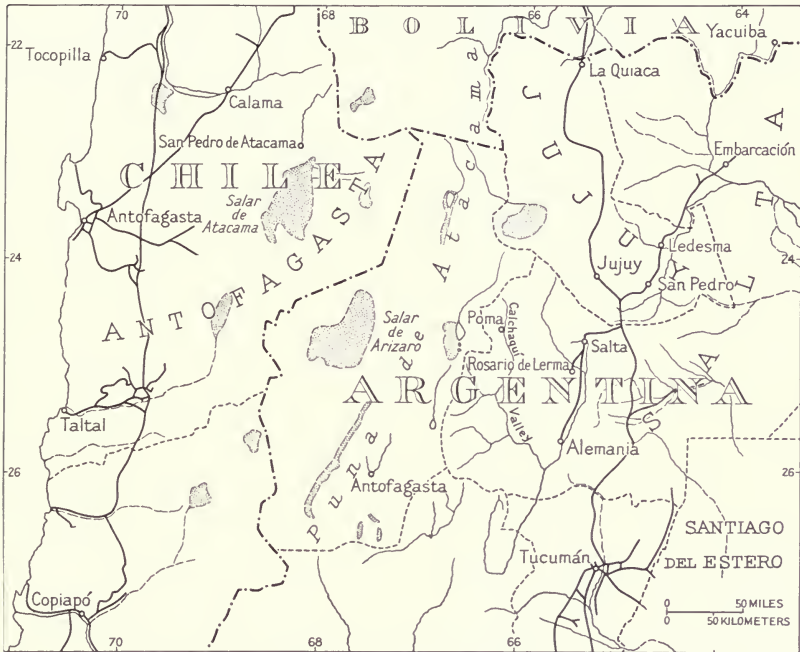 70
68
66
64
BOLIVIA
Yacuiba
22
Tocopilla
La Quiaca
Calama
San Pedro de Atacama
Embarcación
CHILE
JUJUY
Salar
de
Atacama
Antofagasta
Ledesma
24
24
Jujuy
San Pedro
ANTOFAGASTA
Puna de Atacama
Salar
de
Arizaro
Poma
Calchaquí
Valley
Salta
Rosario de Lerma
ARGENTINA
SALTA
Taltal
Alemania
26
26
Antofagasta
SANTIAGO
DEL ESTERO
Tucumán
Copiapó
0 50 MILES
0 50 KILOMETERS
70
68
66